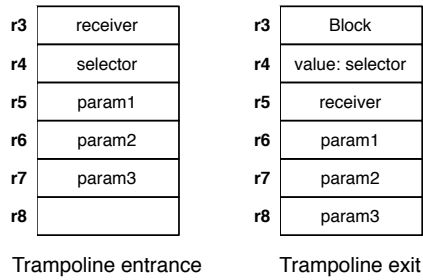 r3 receiver r3 Block
r4 selector r4 value: selector
r5 param1 r5 receiver
r6 param2 r6 param1
r7 param3 r7 param2
r8 r8 param3
Trampoline entrance Trampoline exit